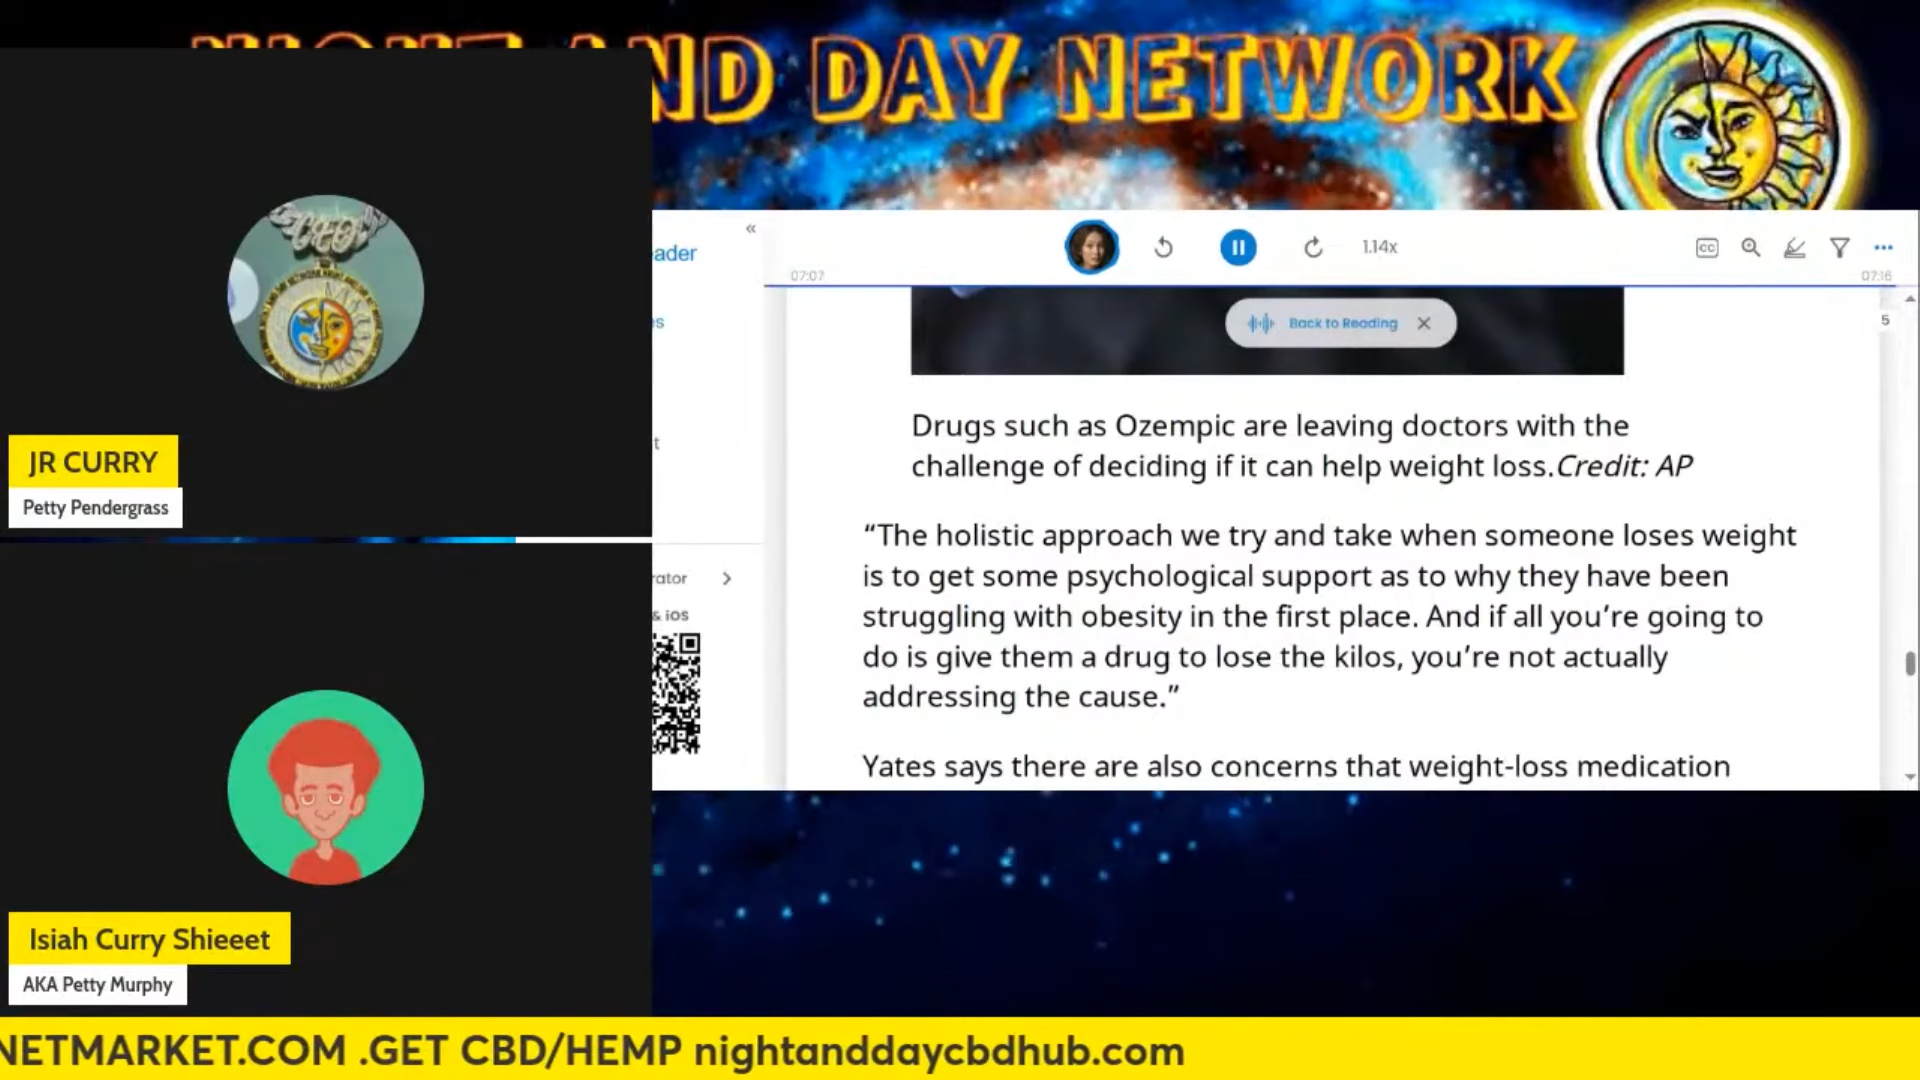 ND DAY NETWORK
JR CURRY
Petty Pendergrass
Isiah Curry Shieeet
AKA Petty Murphy
«
ader
es
t
rator
& iOS
1.14x
CC
07:07
07:16
Back to Reading
5
Drugs such as Ozempic are leaving doctors with the
challenge of deciding if it can help weight loss.Credit: AP
“The holistic approach we try and take when someone loses weight
is to get some psychological support as to why they have been
struggling with obesity in the first place. And if all you’re going to
do is give them a drug to lose the kilos, you’re not actually
addressing the cause.”
Yates says there are also concerns that weight-loss medication
NETMARKET.COM .GET CBD/HEMP nightanddaycbdhub.com